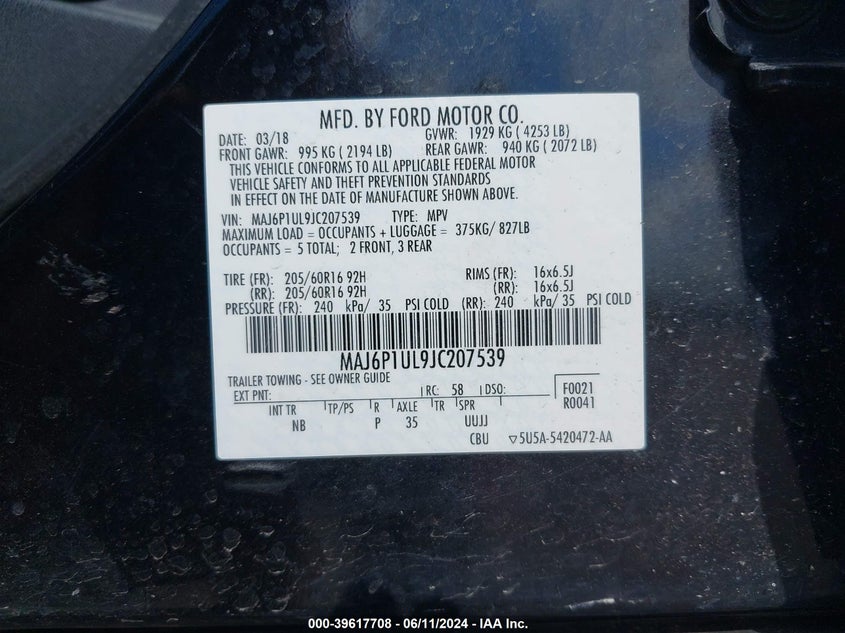 MFD. BY FORD MOTOR CO.
DATE: 03/18 GVWR: 1929 KG ( 4253 LB)
FRONT GAWR: 995 KG ( 2194 LB) REAR GAWR: 940 KG ( 2072 LB)
THIS VEHICLE CONFORMS TO ALL APPLICABLE FEDERAL MOTOR
VEHICLE SAFETY AND THEFT PREVENTION STANDARDS
IN EFFECT ON THE DATE OF MANUFACTURE SHOWN ABOVE.
VIN: MAJ6P1UL9JC207539 TYPE: MPV
MAXIMUM LOAD = OCCUPANTS + LUGGAGE = 375KG/ 827LB
OCCUPANTS = 5 TOTAL; 2 FRONT, 3 REAR
TIRE (FR): 205/60R16 92H RIMS (FR): 16x6.5J
(RR): 205/60R16 92H (RR): 16x6.5J
PRESSURE (FR): 240 kPa/ 35 PSI COLD (RR): 240 kPa/ 35 PSI COLD
MAJ6P1UL9JC207539
TRAILER TOWING - SEE OWNER GUIDE
EXT PNT: RC: 58 DSO: F0021
INT TR TP/PS R AXLE TR SPR R0041
NB P 35 UUJJ
CBU ▽5U5A-5420472-AA
000-39617708 - 06/11/2024 - IAA Inc.